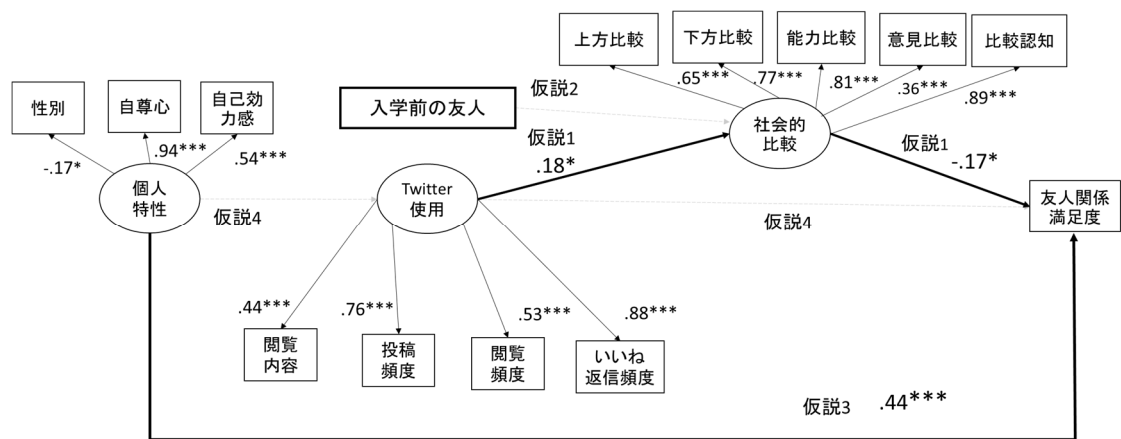 上方比較
下方比較
能力比較
意見比較
比較認知
.65***
.77***
.81***
.36***
.89***
性別
自尊心
自己効
力感
-.17*
.94***
.54***
入学前の友人
仮説2
社会的
比較
仮説1
.18*
仮説1
-.17*
個人
特性
仮説4
Twitter
使用
仮説4
友人関係
満足度
.44***
.76***
.53***
.88***
閲覧
内容
投稿
頻度
閲覧
頻度
いいね
返信頻度
仮説3 .44***